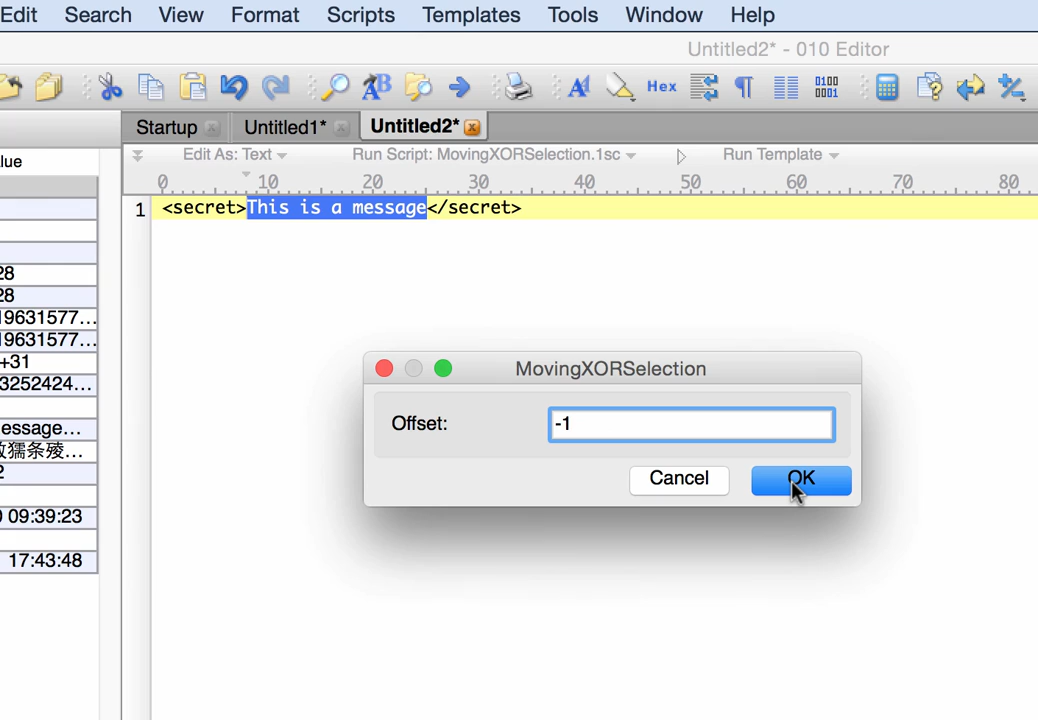 Edit Search View Format Scripts Templates Tools Window Help
Untitled2* - 010 Editor
Hex
Startup Untitled1* Untitled2*
Edit As: Text Run Script: MovingXORSelection.1sc Run Template
lue
0 10 20 30 40 50 60 70 80
1 <secret>This is a message</secret>
28
28
19631577...
19631577...
+31
3252424...
essage...
2
0 09:39:23
17:43:48
MovingXORSelection
Offset: -1
Cancel OK